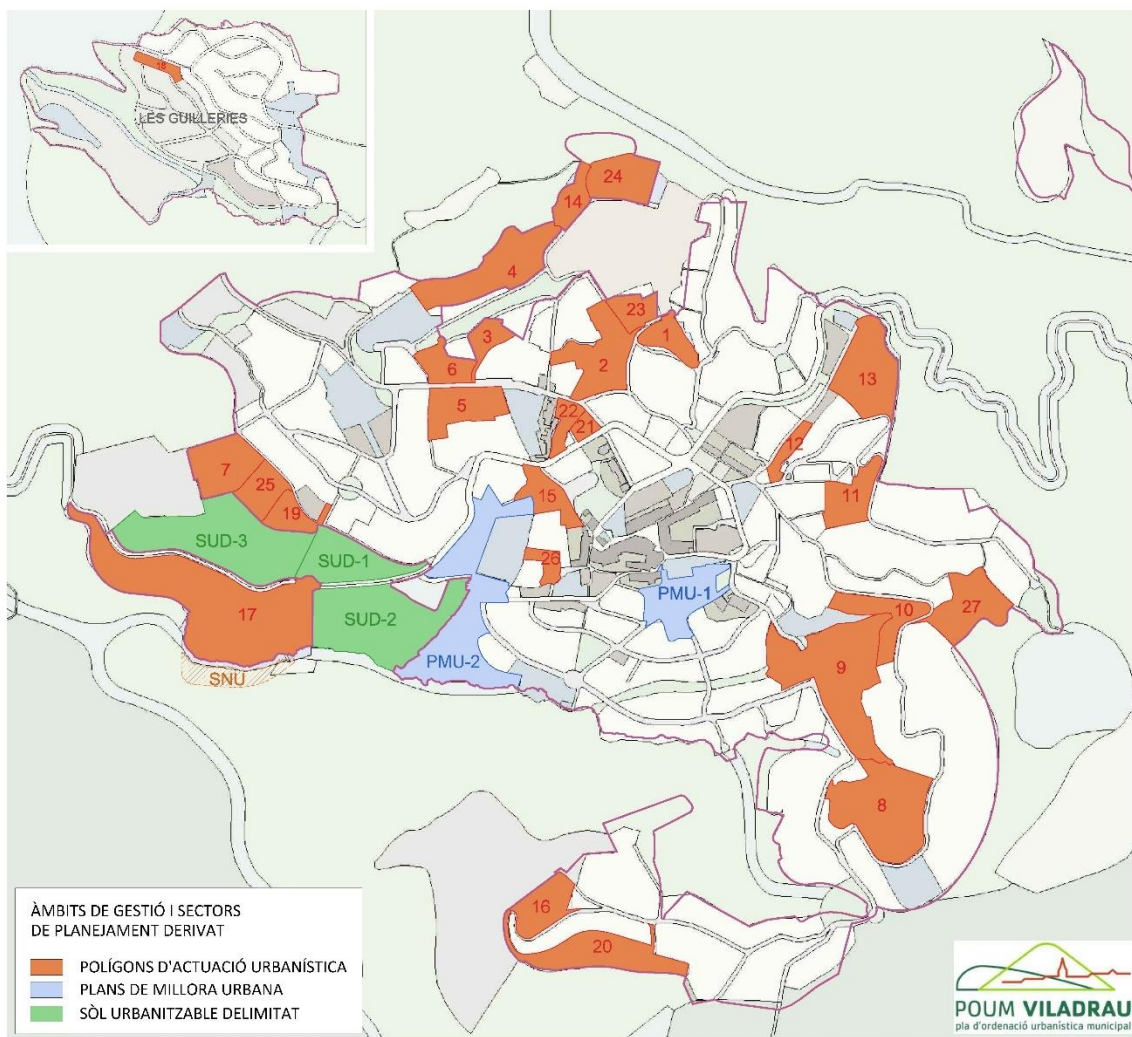 18
LES GUILLERIES
24
14
4
23
3
1
2
6
13
5
22
21
12
7
25
15
11
19
SUD-3
SUD-1
26
PMU-1
17
SUD-2
10
27
PMU-2
9
SNU
8
16
20
ÀMBITS DE GESTIÓ I SECTORS
DE PLANEJAMENT DERIVAT
POLÍGONS D'ACTUACIÓ URBANÍSTICA
PLANS DE MILLORA URBANA
SÒL URBANITZABLE DELIMITAT
POUM VILADRAU
pla d'ordenació urbanística municipal